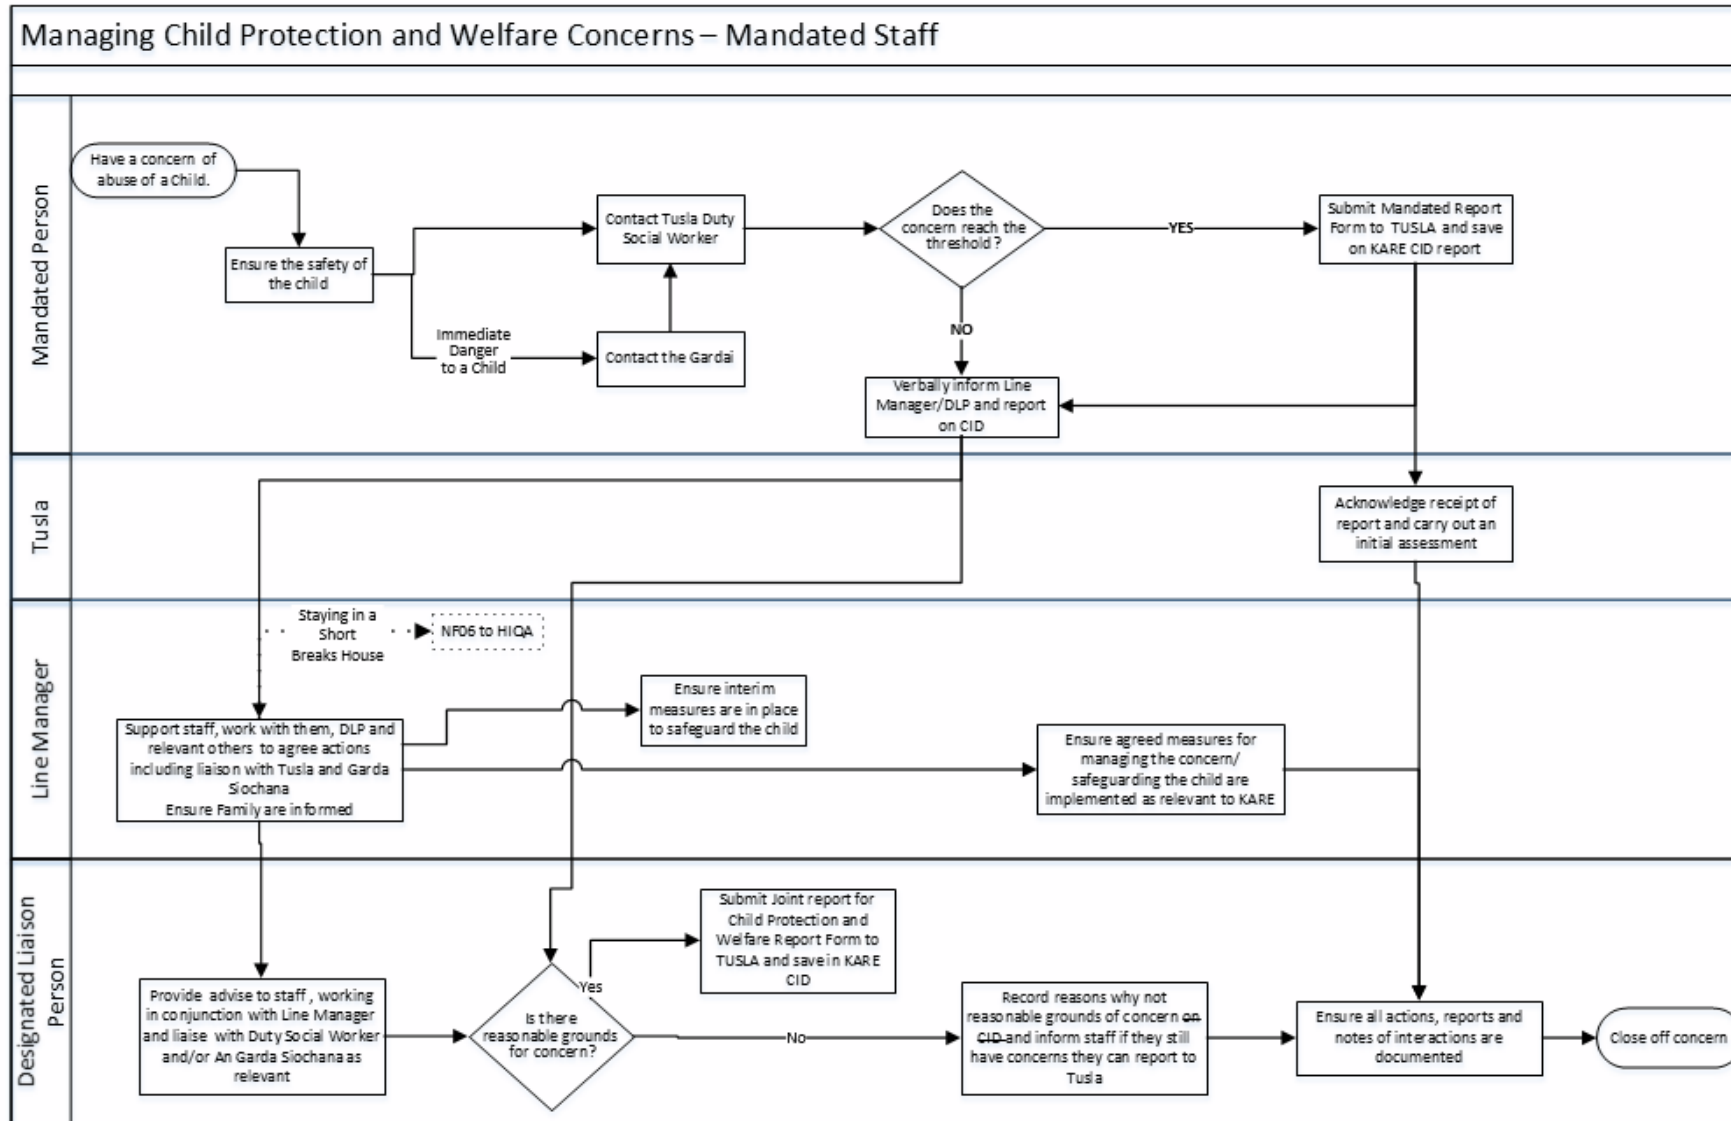 Managing Child Protection and Welfare Concerns – Mandated Staff
Mandated Person
Have a concern of
abuse of a Child.
Ensure the safety of
the child
Contact Tusla Duty
Social Worker
Immediate
Danger
to a Child
Contact the Gardai
Does the
concern reach the
threshold?
YES
NO
Submit Mandated Report
Form to TUSLA and save
on KARE CID report
Verbally inform Line
Manager/DLP and report
on CID
Tusla
Acknowledge receipt of
report and carry out an
initial assessment
Line Manager
Staying in a
Short
Breaks House
NF06 to HIQA
Support staff, work with them, DLP and
relevant others to agree actions
including liaison with Tusla and Garda
Siochana
Ensure Family are informed
Ensure interim
measures are in place
to safeguard the child
Ensure agreed measures for
managing the concern/
safeguarding the child are
implemented as relevant to KARE
Designated Liaison
Person
Provide advise to staff, working
in conjunction with Line Manager
and liaise with Duty Social Worker
and/or An Garda Siochana as
relevant
Is there
reasonable grounds
for concern?
Yes
Submit Joint report for
Child Protection and
Welfare Report Form to
TUSLA and save in KARE
CID
No
Record reasons why not
reasonable grounds of concern on
CID and inform staff if they still
have concerns they can report to
Tusla
Ensure all actions, reports and
notes of interactions are
documented
Close off concern